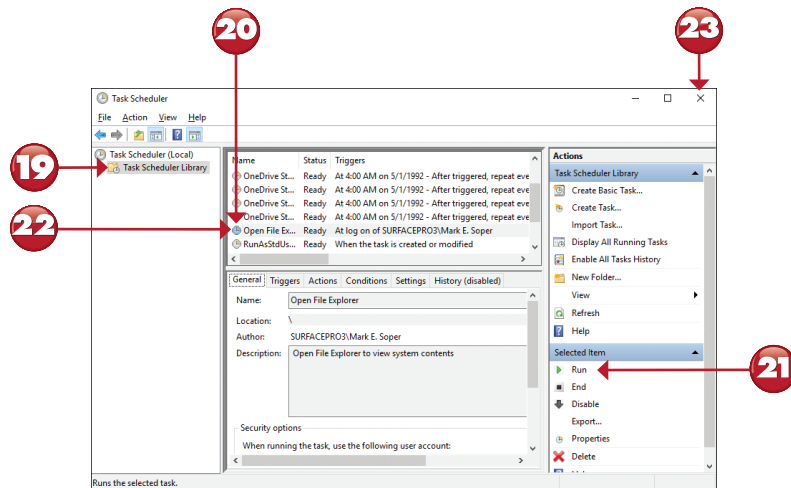 20
23
Task Scheduler
File Action View Help
19
Task Scheduler (Local)
Task Scheduler Library
22
Name Status Triggers
OneDrive St... Ready At 4:00 AM on 5/1/1992 - After triggered, repeat eve
OneDrive St... Ready At 4:00 AM on 5/1/1992 - After triggered, repeat eve
OneDrive St... Ready At 4:00 AM on 5/1/1992 - After triggered, repeat eve
OneDrive St... Ready At 4:00 AM on 5/1/1992 - After triggered, repeat eve
Open File Ex... Ready At log on of SURFACEPRO3\Mark E. Soper
RunAsStdUs... Ready When the task is created or modified
General Triggers Actions Conditions Settings History (disabled)
Name: Open File Explorer
Location: \
Author: SURFACEPRO3\Mark E. Soper
Description: Open File Explorer to view system contents
Security options
When running the task, use the following user account:
Actions
Task Scheduler Library
Create Basic Task...
Create Task...
Import Task...
Display All Running Tasks
Enable All Tasks History
New Folder...
View
Refresh
Help
Selected Item
Run
21
End
Disable
Export...
Properties
Delete
Runs the selected task.